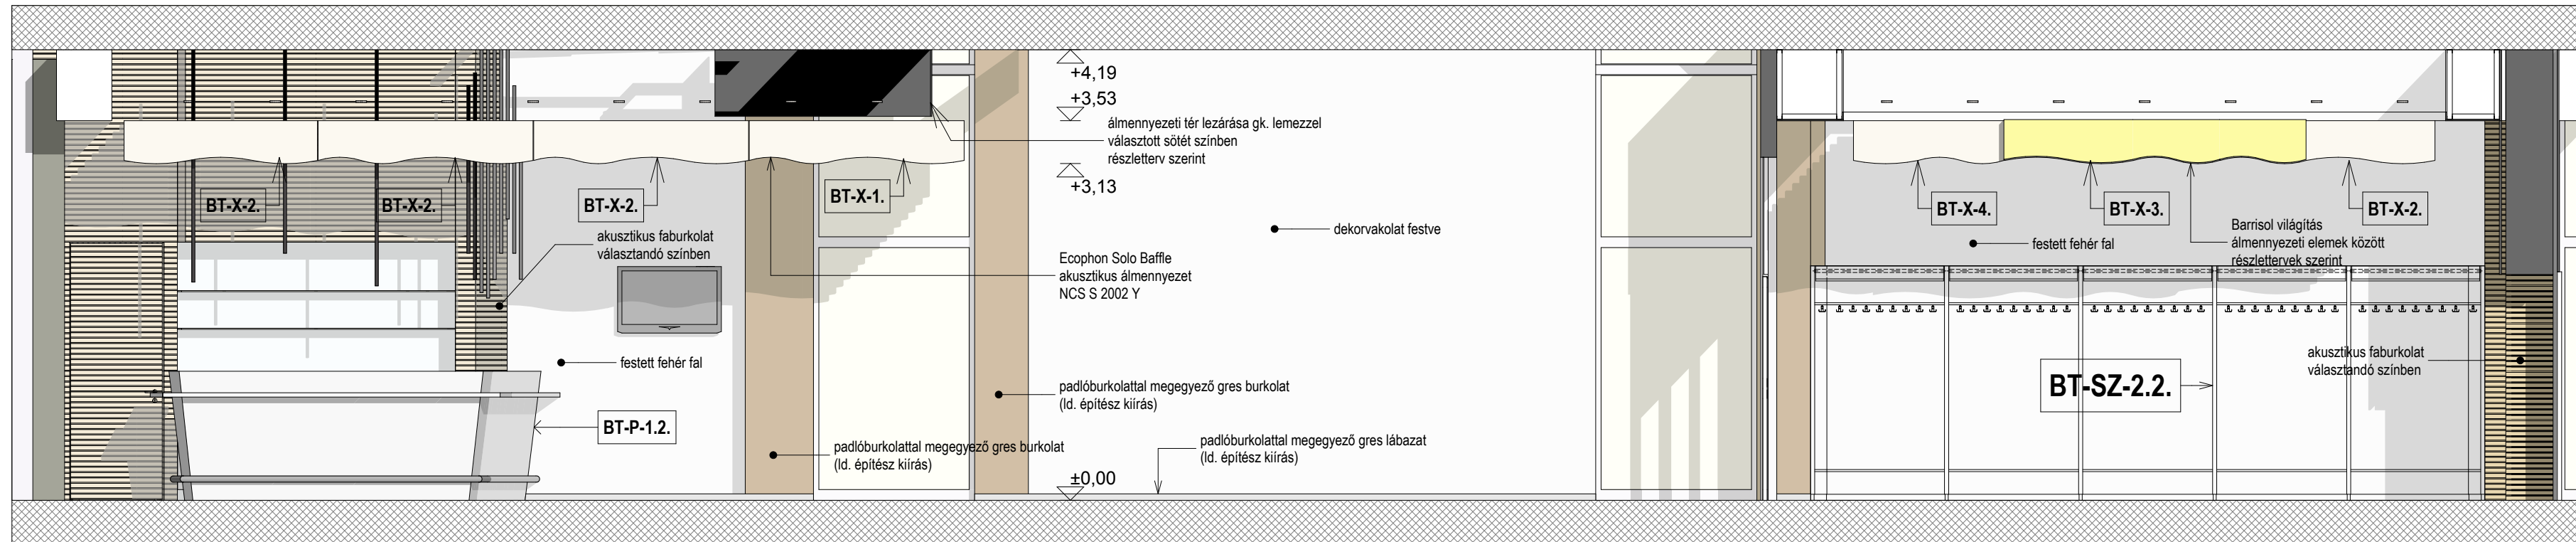 +4,19
+3,53
álmennyezeti tér lezárása gk. lemezzel
választott sötét színben
részletterv szerint
+3,13
BT-X-2.
BT-X-2.
BT-X-2.
BT-X-1.
BT-X-4.
BT-X-3.
BT-X-2.
akusztikus faburkolat
választandó színben
dekorvakolat festve
Barrisol világítás
álmennyezeti elemek között
részlettervek szerint
festett fehér fal
Ecophon Solo Baffle
akusztikus álmennyezet
NCS S 2002 Y
festett fehér fal
akusztikus faburkolat
választandó színben
BT-SZ-2.2.
padlóburkolattal megegyező gres burkolat
(ld. építész kiírás)
BT-P-1.2.
padlóburkolattal megegyező gres burkolat
(ld. építész kiírás)
padlóburkolattal megegyező gres lábazat
(ld. építész kiírás)
±0,00